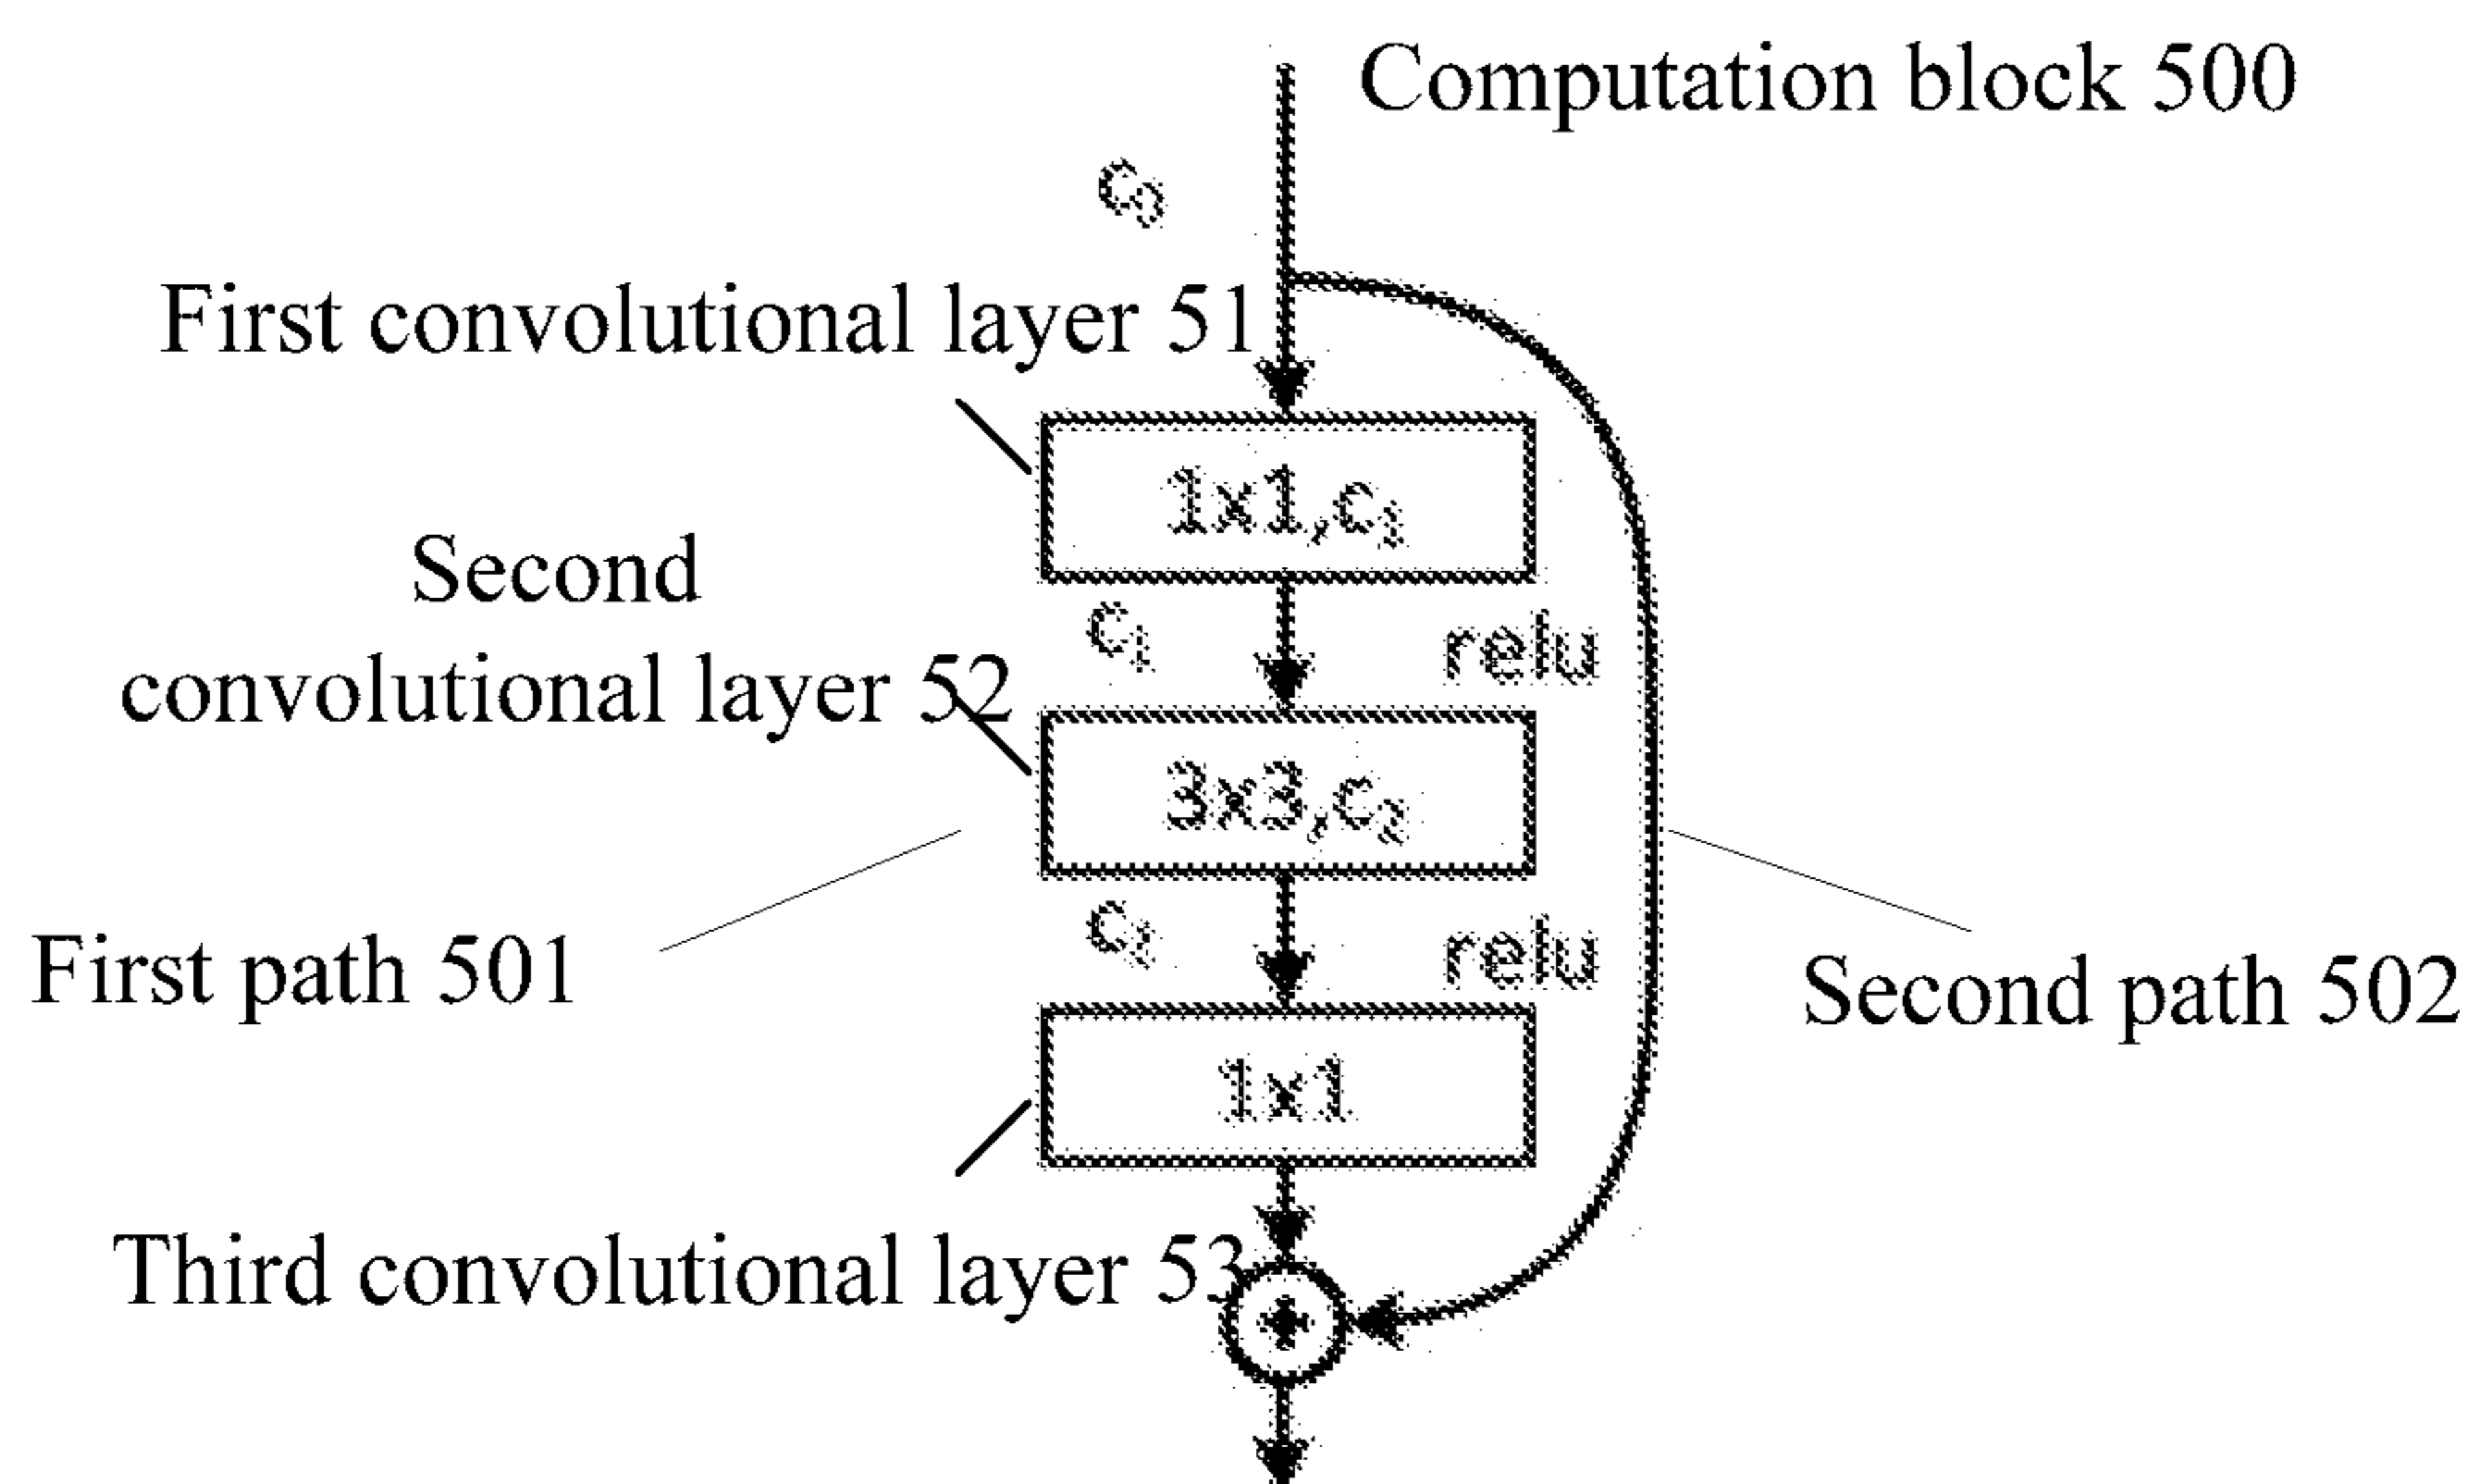 Computation block 500
c₀
First convolutional layer 51
1x1,c₁
Second
convolutional layer 52
c₁
relu
3x3,c₂
First path 501
c₂
relu
Second path 502
1x1
Third convolutional layer 53
+